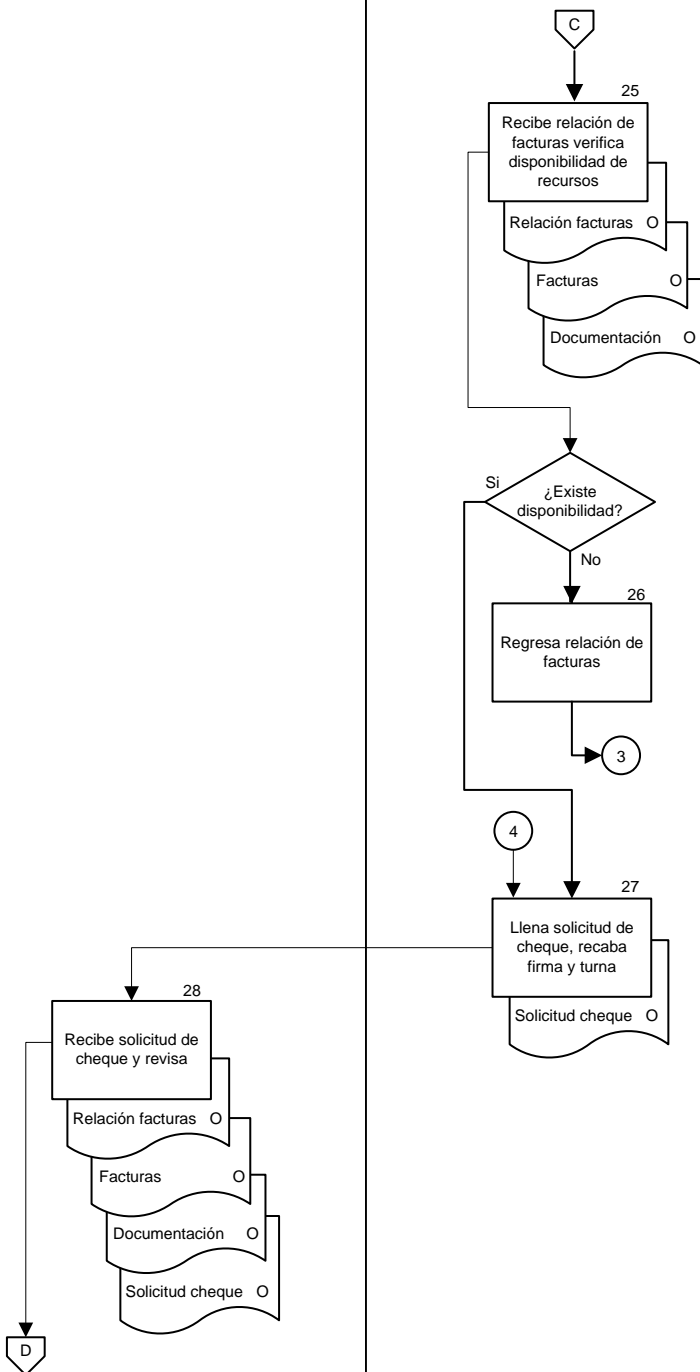 C
25
Recibe relación de
facturas verifica
disponibilidad de
recursos
Relación facturas O
Facturas O
Documentación O
Si
¿Existe
disponibilidad?
No
26
Regresa relación de
facturas
3
4
27
Llena solicitud de
cheque, recaba
firma y turna
Solicitud cheque O
28
Recibe solicitud de
cheque y revisa
Relación facturas O
Facturas O
Documentación O
Solicitud cheque O
D